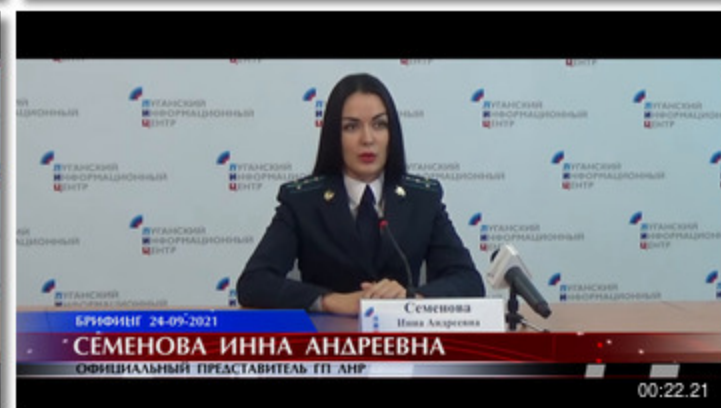 ЛУГАНСКИЙ
ИНФОРМАЦИОННЫЙ
ЦЕНТР
Семенова
Инна Андреевна
БРИФИНГ 24-09-2021
СЕМЕНОВА ИННА АНДРЕЕВНА
ОФИЦИАЛЬНЫЙ ПРЕДСТАВИТЕЛЬ ГП ЛНР
00:22.21